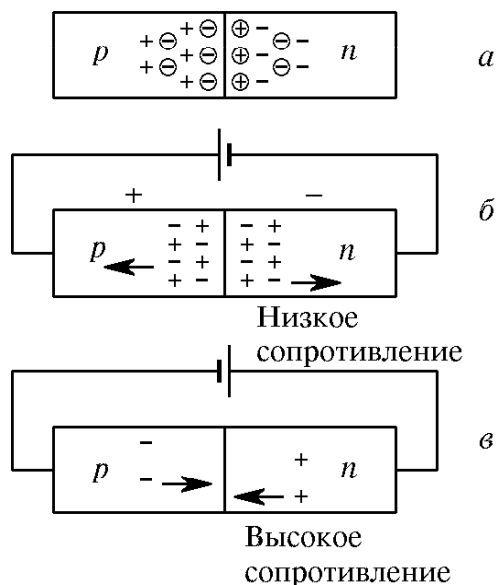 p + ⊖ + ⊖ + ⊖ ⊕ − ⊖ − n а
+ ⊖ + ⊖ ⊕ − ⊖ −
+ ⊖ ⊕ −
+ −
p − + − + n б
+ − + −
− + − +
+ − + −
Низкое
сопротивление
p − + n в
− +
Высокое
сопротивление